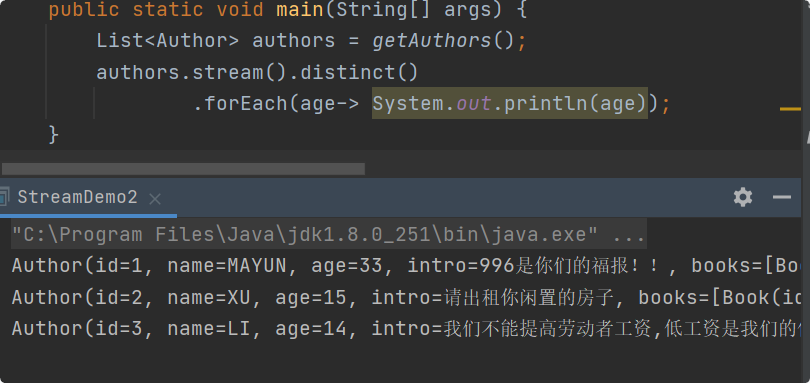 public static void main(String[] args) {
List<Author> authors = getAuthors();
authors.stream().distinct()
.forEach(age-> System.out.println(age));
}
StreamDemo2
"C:\Program Files\Java\jdk1.8.0_251\bin\java.exe" ...
Author(id=1, name=MAYUN, age=33, intro=996是你们的福报！！, books=[Boo
Author(id=2, name=XU, age=15, intro=请出租你闲置的房子, books=[Book(id
Author(id=3, name=LI, age=14, intro=我们不能提高劳动者工资,低工资是我们的